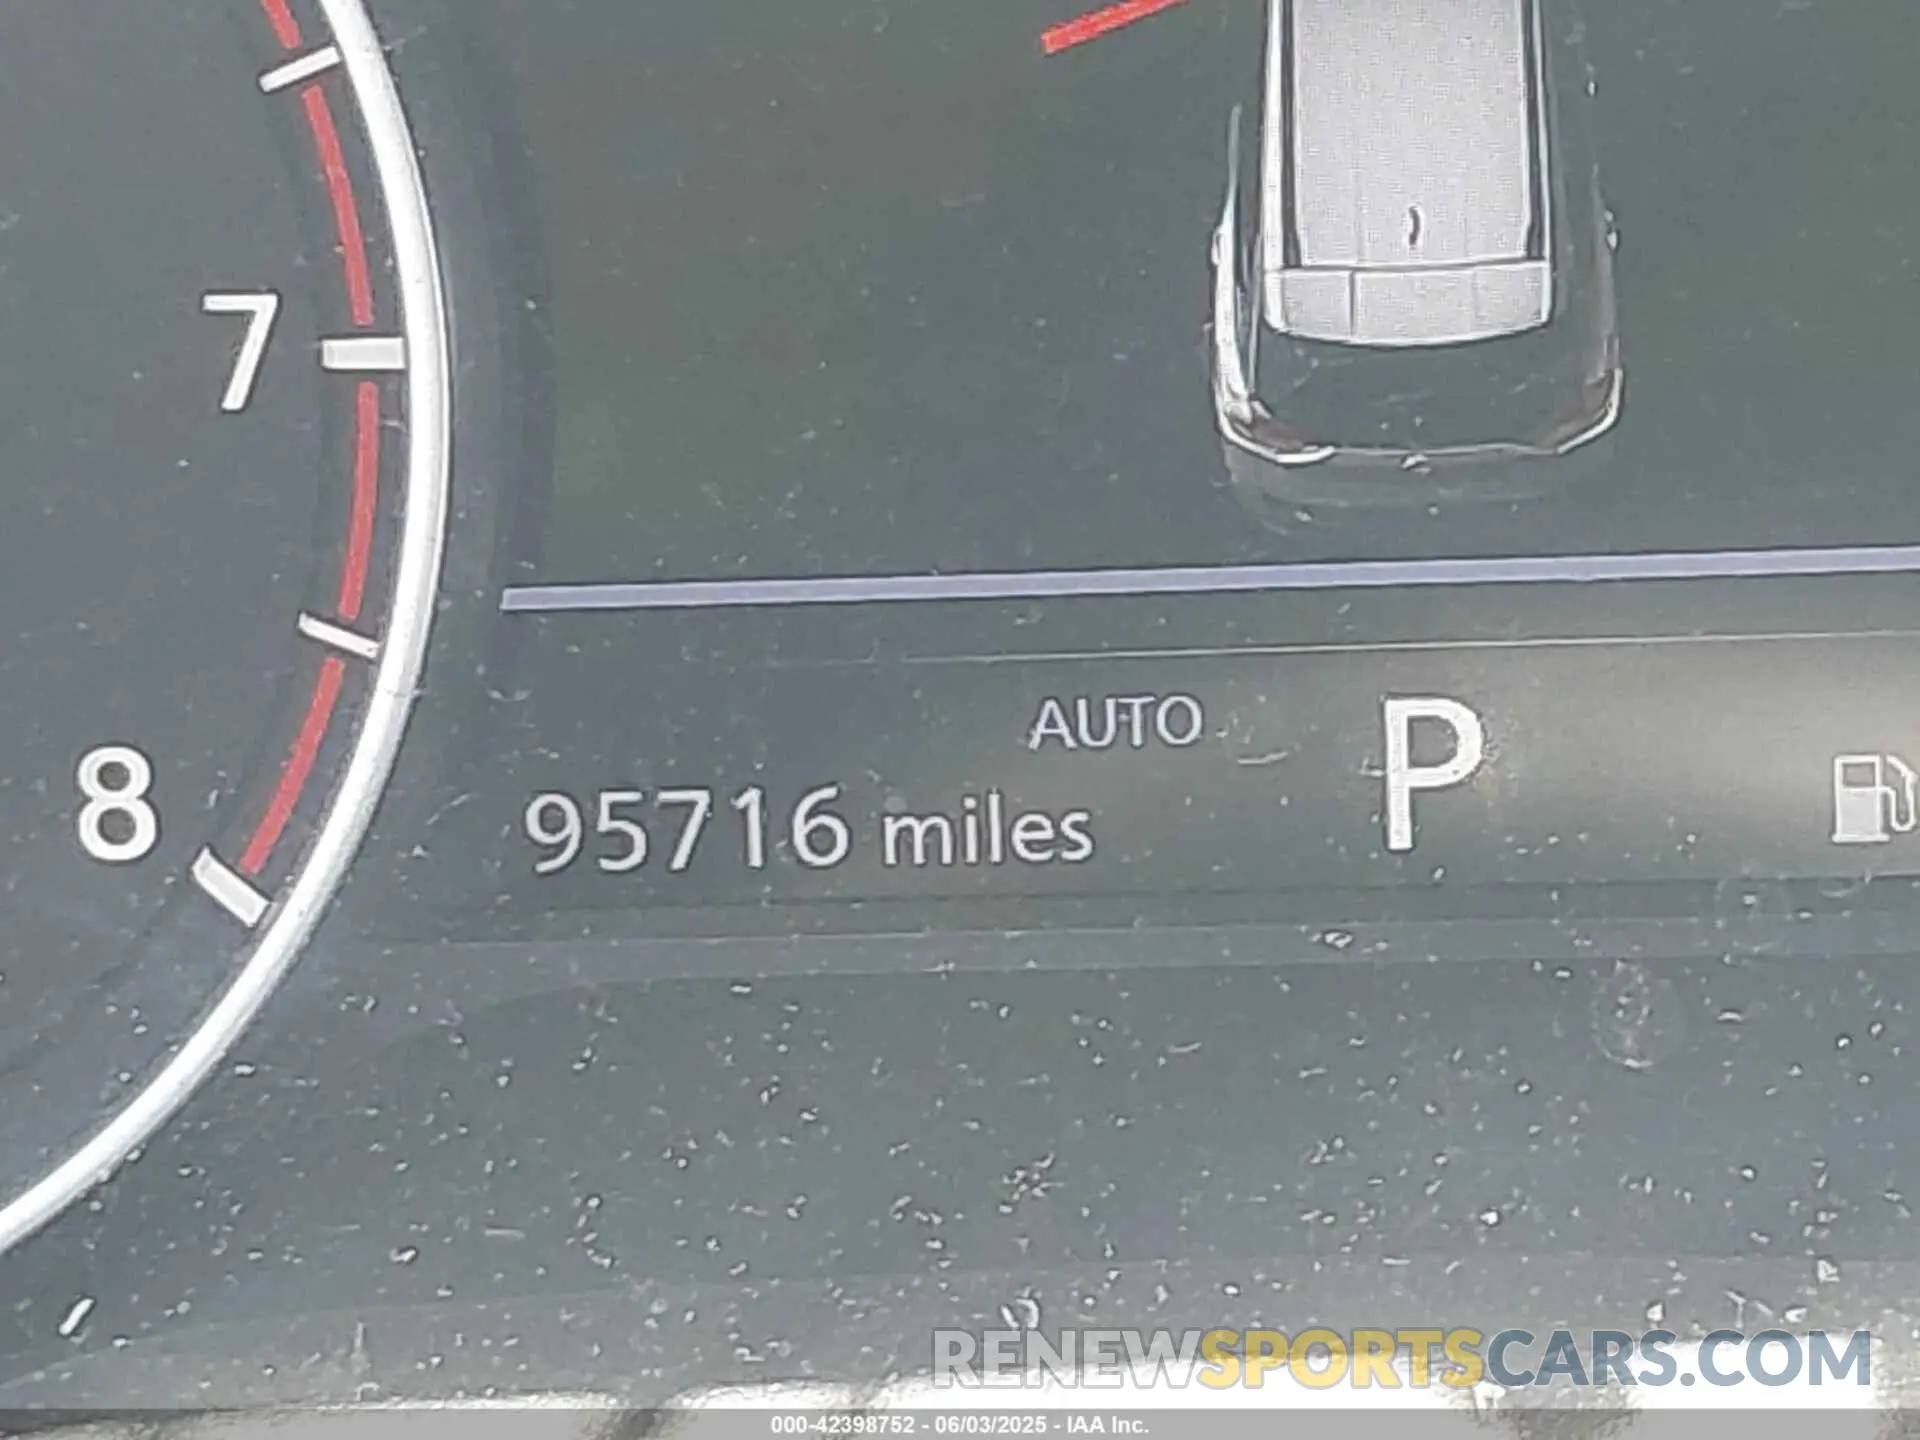 7
AUTO
P
8
95716 miles
RENEWSPORTSCARS.COM
000-42398752 - 06/03/2025 - IAA Inc.